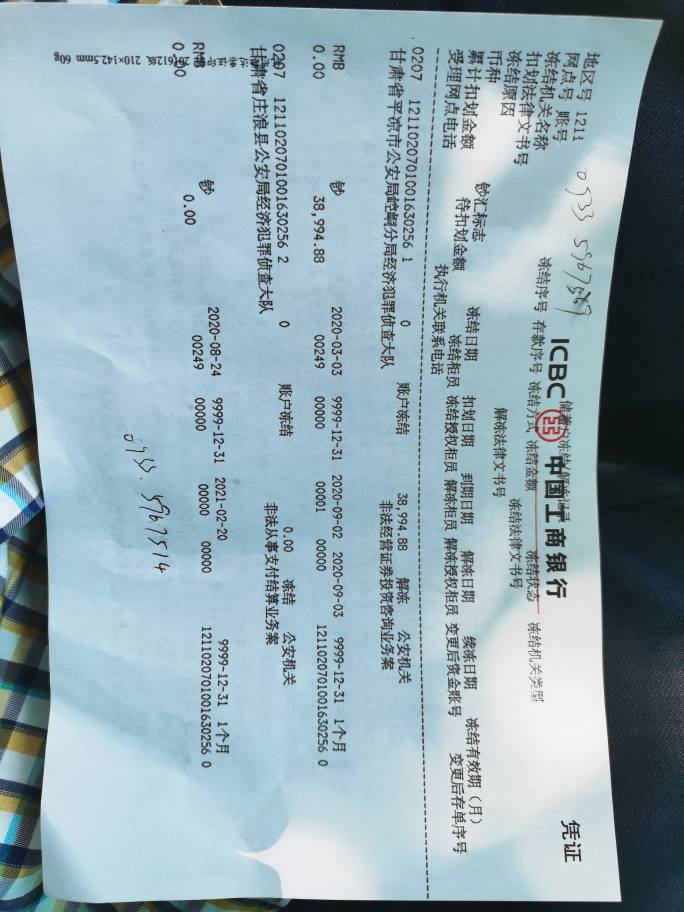 ICBC 中国工商银行 凭证
地区号 1211
网点号 账号 冻结序号 存款序号 冻结方式 冻结金额 冻结状态 冻结机关类型
冻结机关名称
扣划法律文书号 解冻法律文书号 冻结法律文书号
冻结原因
币种 钞汇标志 冻结日期 扣划日期 到期日期 解冻日期 续冻日期 冻结有效期(月)
累计扣划金额 待扣划金额 冻结柜员 冻结授权柜员 解冻柜员 解冻授权柜员 变更后资金账号 变更后存单序号
受理网点电话 执行机关联系电话
0207 1211020701001630256 1 0 账户冻结 38,994.88 解冻 公安机关
甘肃省平凉市公安局崆峒分局经济犯罪侦查大队 非法经营证券投资咨询业务案
RMB 钞 2020-03-03 9999-12-31 2020-09-02 2020-09-03 9999-12-31 1个月
0.00 38,994.88 00249 00000 00001 00000 1211020701001630256 0
0207 1211020701001630256 2 0 账户冻结 0.00 冻结 公安机关
甘肃省庄浪县公安局经济犯罪侦查大队 非法从事支付结算业务案
RMB 钞 2020-08-24 9999-12-31 2021-02-20 9999-12-31 1个月
0.00 0.00 00249 00000 00000 00000 1211020701001630256 0
0933. 5967514
210×142.5mm 60g